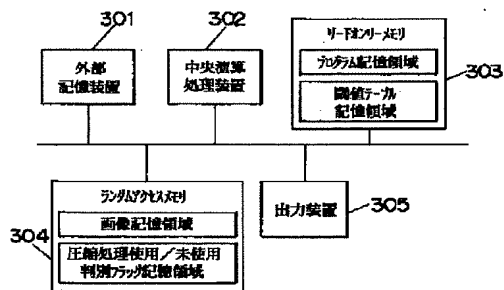 301
外部
記憶装置
302
中央演算
処理装置
リードオンリーメモリ
プログラム記憶領域
閾値テーブル
記憶領域
303
ランダムアクセスメモリ
画像記憶領域
圧縮処理使用/未使用
判別フラッグ記憶領域
304
出力装置
305